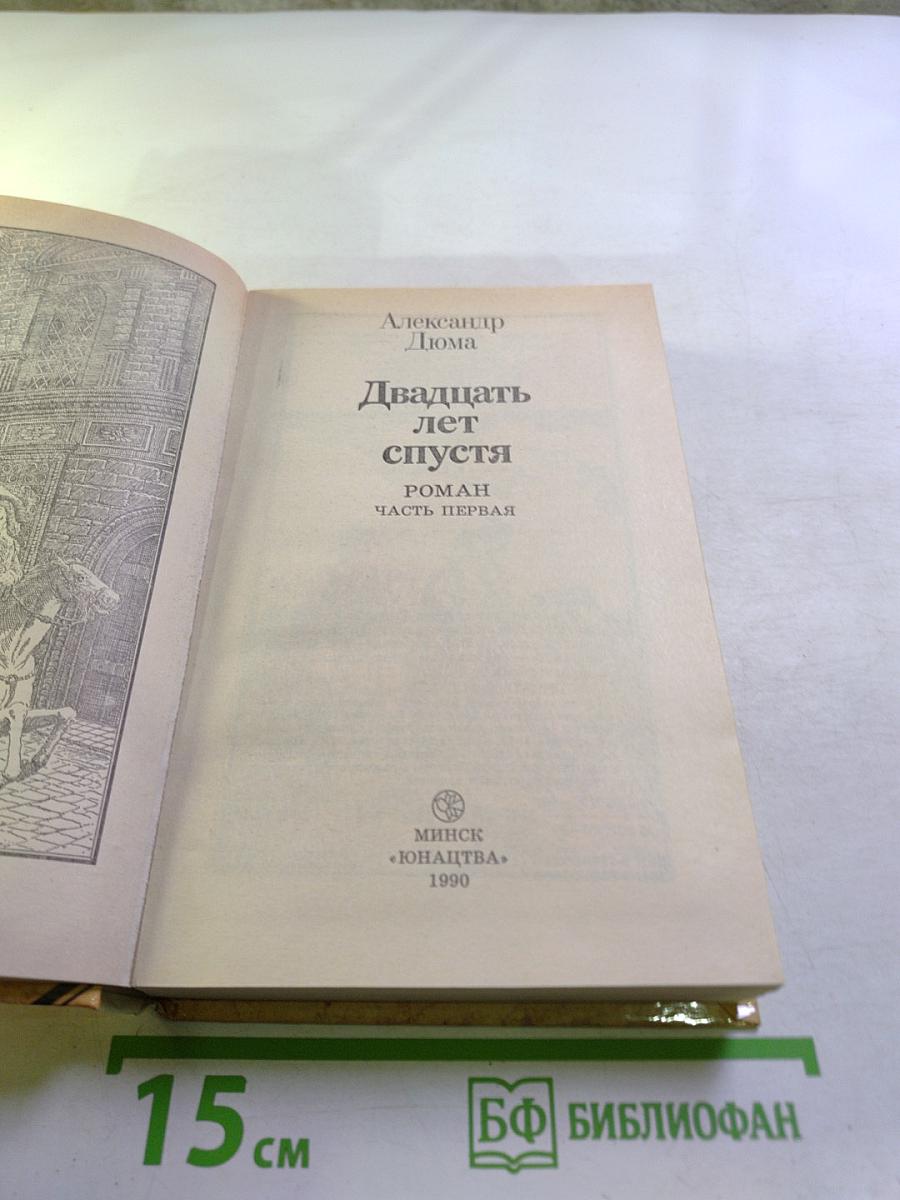 Александр
Дюма
Двадцать
лет
спустя
РОМАН
ЧАСТЬ ПЕРВАЯ
МИНСК
«ЮНАЦТВА»
1990
15 см
БФ БИБЛИОФАН